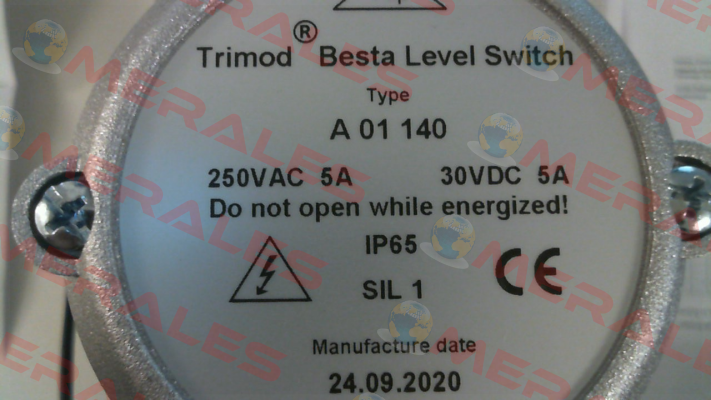 Trimod® Besta Level Switch
Type
A 01 140
250VAC 5A 30VDC 5A
Do not open while energized!
IP65
SIL 1
CE
Manufacture date
24.09.2020
MERALES